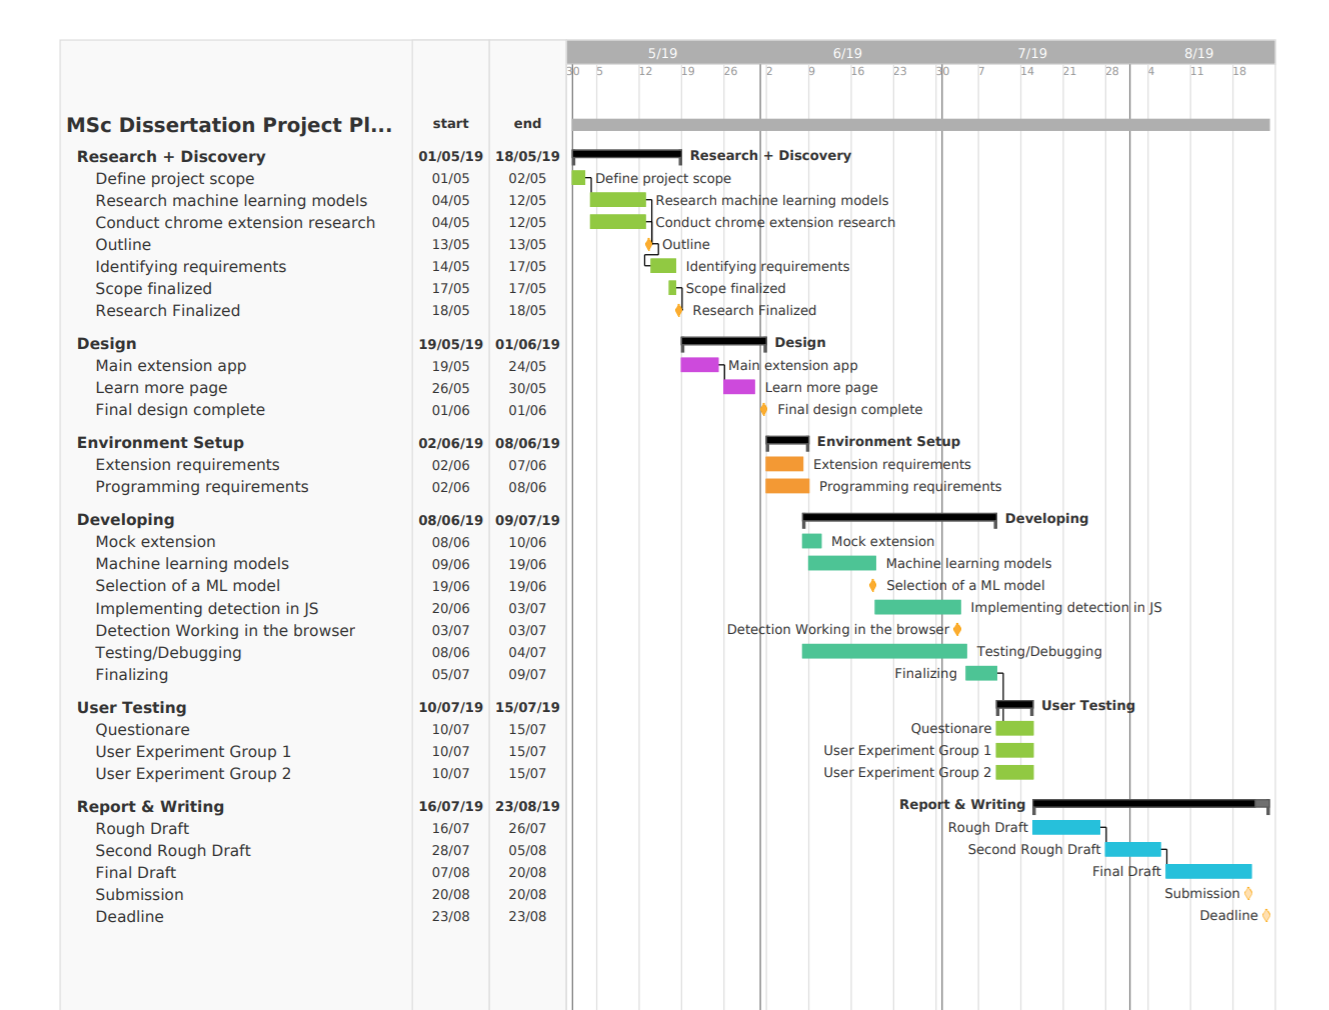 5/19 6/19 7/19 8/19
30 5 12 19 26 2 9 16 23 30 7 14 21 28 4 11 18
MSc Dissertation Project Pl... start end
Research + Discovery 01/05/19 18/05/19 Research + Discovery
Define project scope 01/05 02/05 Define project scope
Research machine learning models 04/05 12/05 Research machine learning models
Conduct chrome extension research 04/05 12/05 Conduct chrome extension research
Outline 13/05 13/05 Outline
Identifying requirements 14/05 17/05 Identifying requirements
Scope finalized 17/05 17/05 Scope finalized
Research Finalized 18/05 18/05 Research Finalized
Design 19/05/19 01/06/19 Design
Main extension app 19/05 24/05 Main extension app
Learn more page 26/05 30/05 Learn more page
Final design complete 01/06 01/06 Final design complete
Environment Setup 02/06/19 08/06/19 Environment Setup
Extension requirements 02/06 07/06 Extension requirements
Programming requirements 02/06 08/06 Programming requirements
Developing 08/06/19 09/07/19 Developing
Mock extension 08/06 10/06 Mock extension
Machine learning models 09/06 19/06 Machine learning models
Selection of a ML model 19/06 19/06 Selection of a ML model
Implementing detection in JS 20/06 03/07 Implementing detection in JS
Detection Working in the browser 03/07 03/07 Detection Working in the browser
Testing/Debugging 08/06 04/07 Testing/Debugging
Finalizing 05/07 09/07 Finalizing
User Testing 10/07/19 15/07/19 User Testing
Questionare 10/07 15/07 Questionare
User Experiment Group 1 10/07 15/07 User Experiment Group 1
User Experiment Group 2 10/07 15/07 User Experiment Group 2
Report & Writing 16/07/19 23/08/19 Report & Writing
Rough Draft 16/07 26/07 Rough Draft
Second Rough Draft 28/07 05/08 Second Rough Draft
Final Draft 07/08 20/08 Final Draft
Submission 20/08 20/08 Submission
Deadline 23/08 23/08 Deadline